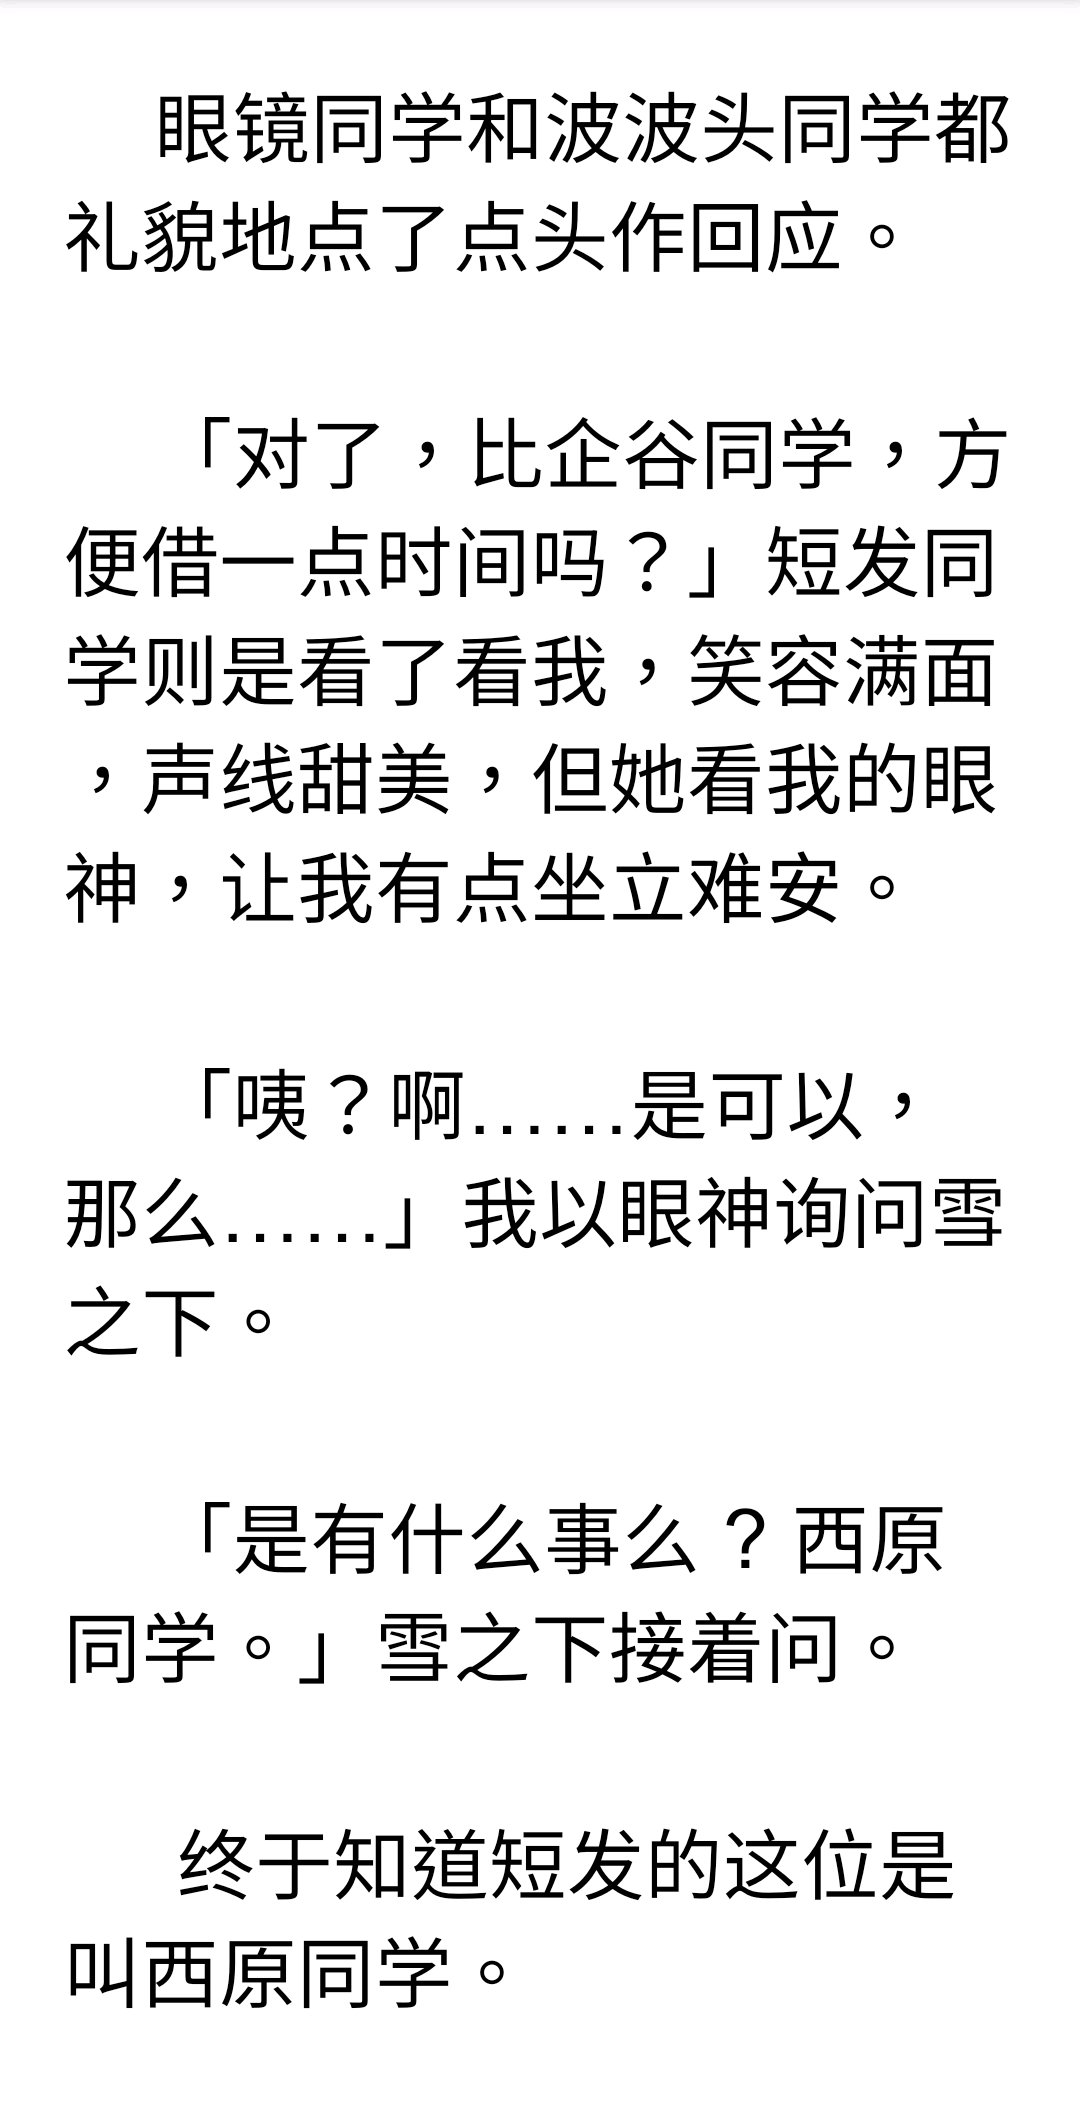 眼镜同学和波波头同学都
礼貌地点了点头作回应。
「对了，比企谷同学，方
便借一点时间吗？」短发同
学则是看了看我，笑容满面
，声线甜美，但她看我的眼
神，让我有点坐立难安。
「咦？啊......是可以，
那么......」我以眼神询问雪
之下。
「是有什么事么？西原
同学。」雪之下接着问。
终于知道短发的这位是
叫西原同学。